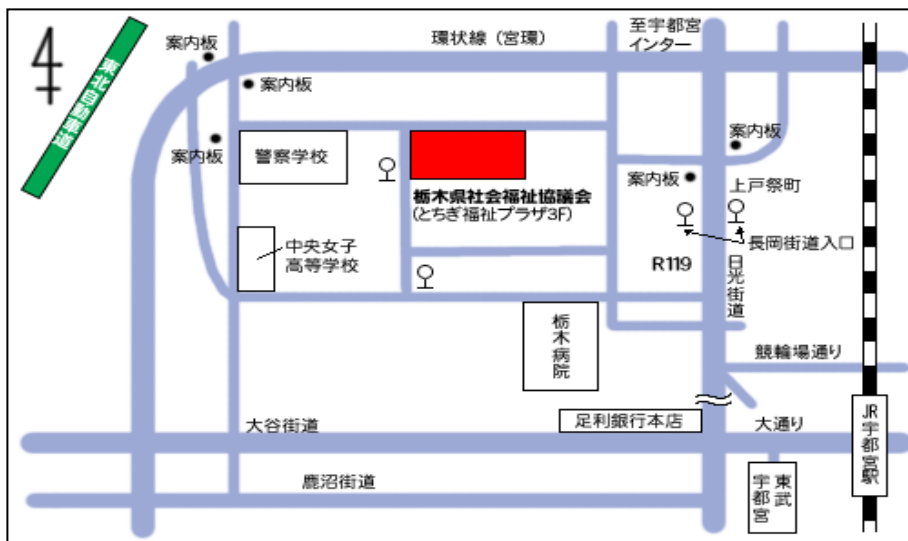 案内板
環状線（宮環）
至宇都宮
インター
東北自動車道
案内板
案内板
警察学校
案内板
栃木県社会福祉協議会
(とちぎ福祉プラザ3F)
案内板
上戸祭町
長岡街道入口
中央女子
高等学校
R119
日光街道
栃木病院
競輪場通り
足利銀行本店
大谷街道
大通り
JR宇都宮駅
鹿沼街道
東武
宇都宮